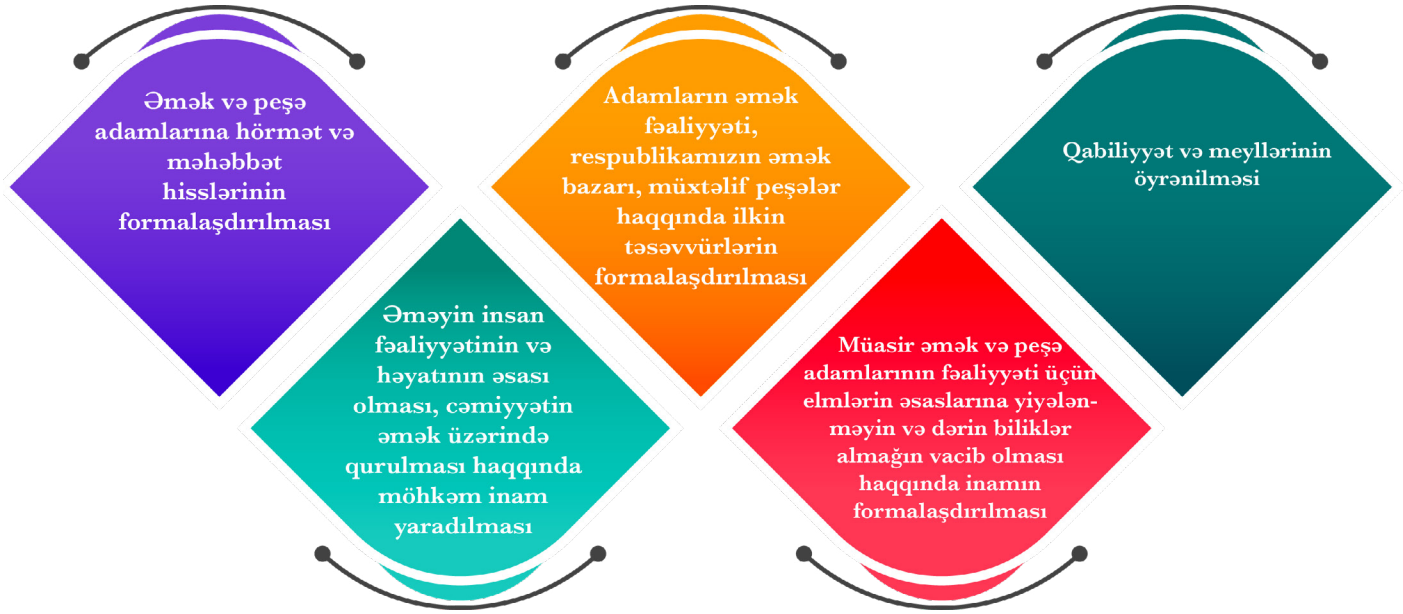 Əmək və peşə
adamlarına hörmət və
məhəbbət
hisslərinin
formalaşdırılması
Əməyin insan
fəaliyyətinin və
həyatının əsası
olması, cəmiyyətin
əmək üzərində
qurulması haqqında
möhkəm inam
yaradılması
Adamların əmək
fəaliyyəti,
respublikamızın əmək
bazarı, müxtəlif peşələr
haqqında ilkin
təsəvvürlərin
formalaşdırılması
Müasir əmək və peşə
adamlarının fəaliyyəti üçün
elmlərin əsaslarına yiyələn-
məyin və dərin biliklər
almağın vacib olması
haqqında inamın
formalaşdırılması
Qabiliyyət və meyllərinin
öyrənilməsi